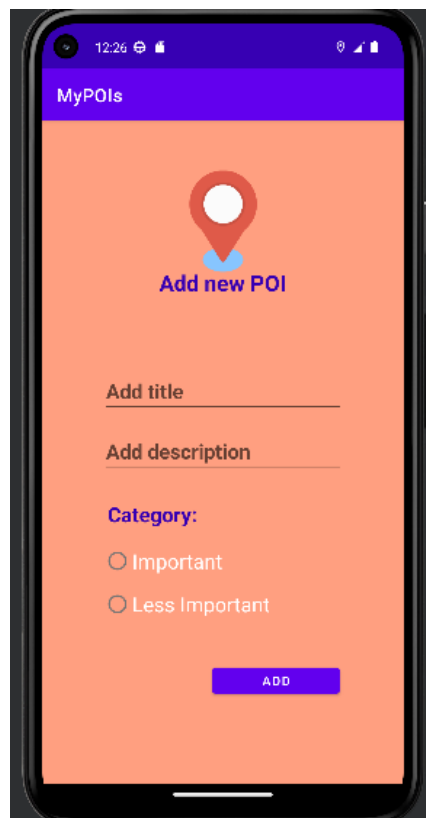 12:26
MyPOIs
Add new POI
Add title
Add description
Category:
Important
Less Important
ADD